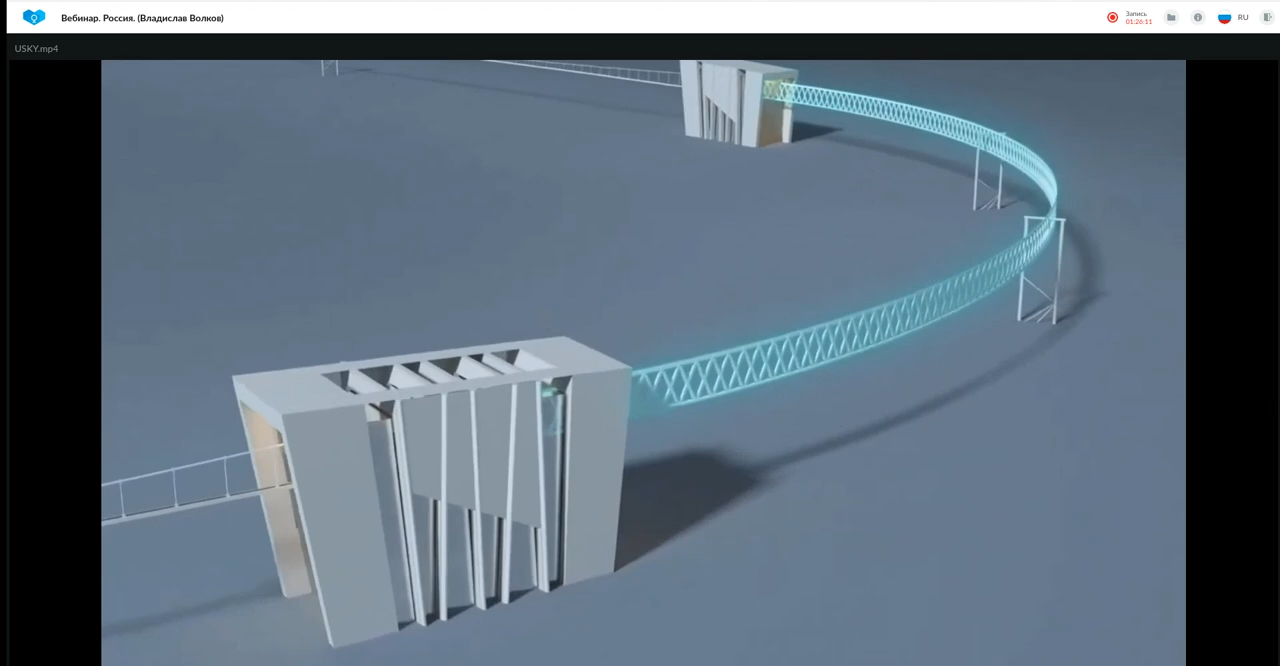 Вебинар. Россия. (Владислав Волков)
Запись
01:26:11
RU
USKY.mp4